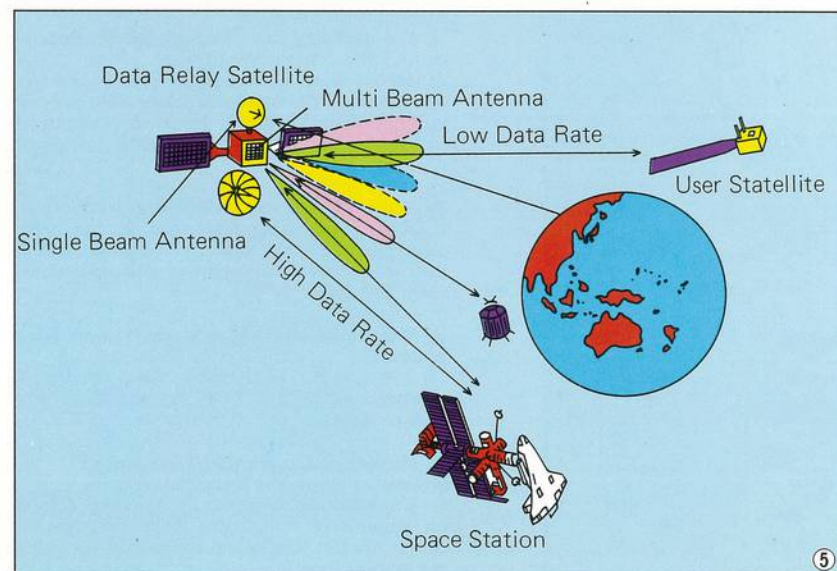 Data Relay Satellite
Multi Beam Antenna
Low Data Rate
User Statellite
Single Beam Antenna
High Data Rate
Space Station
⑤